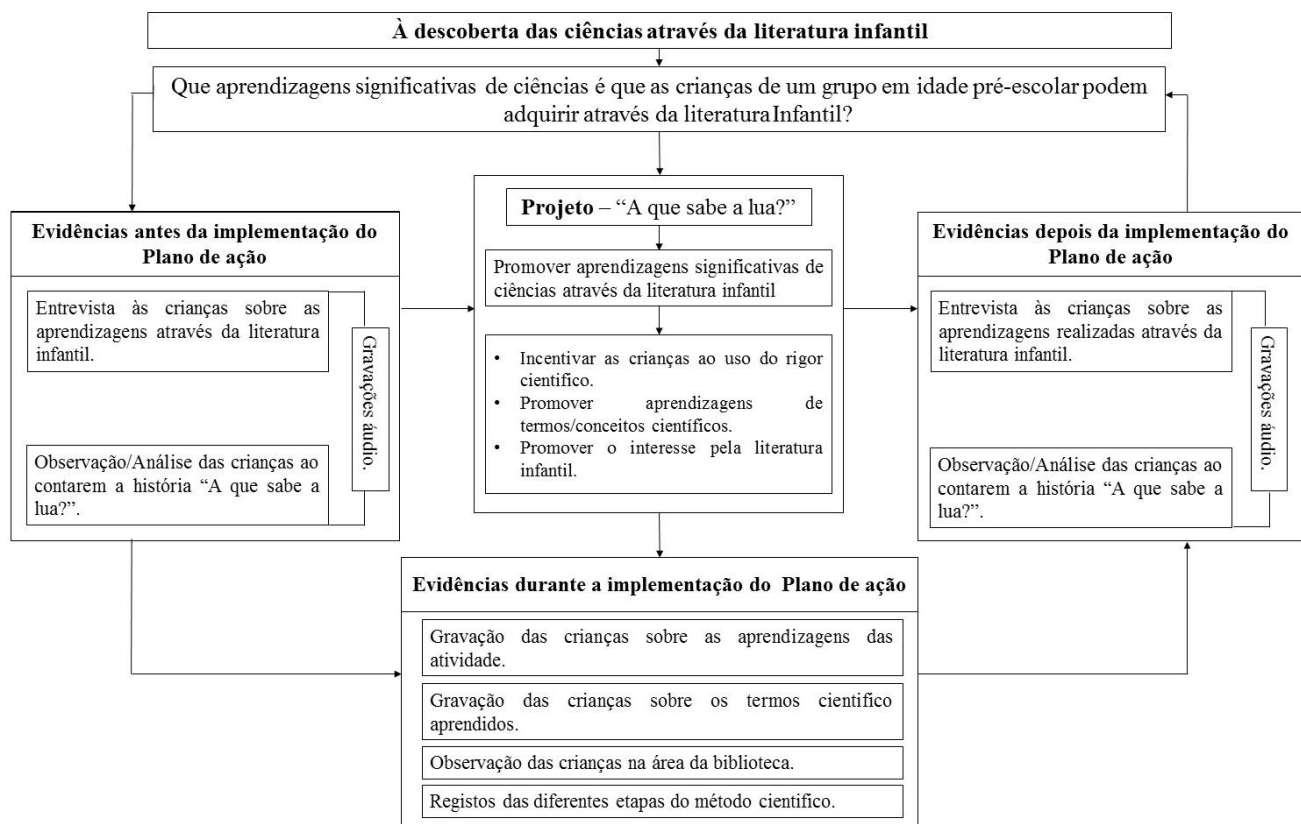 À descoberta das ciências através da literatura infantil
Que aprendizagens significativas de ciências é que as crianças de um grupo em idade pré-escolar podem
adquirir através da literatura Infantil?
Evidências antes da implementação do
Plano de ação
Entrevista às crianças sobre as
aprendizagens através da literatura
infantil.
Observação/Análise das crianças ao
contarem a história “A que sabe a
lua?”.
Gravações áudio.
Projeto – “A que sabe a lua?”
Promover aprendizagens significativas de
ciências através da literatura infantil
• Incentivar as crianças ao uso do rigor
cientifico.
• Promover aprendizagens de
termos/conceitos científicos.
• Promover o interesse pela literatura
infantil.
Evidências depois da implementação do
Plano de ação
Entrevista às crianças sobre as
aprendizagens realizadas através da
literatura infantil.
Observação/Análise das crianças ao
contarem a história “A que sabe a
lua?”.
Gravações áudio.
Evidências durante a implementação do Plano de ação
Gravação das crianças sobre as aprendizagens das
atividade.
Gravação das crianças sobre os termos cientifico
aprendidos.
Observação das crianças na área da biblioteca.
Registos das diferentes etapas do método cientifico.